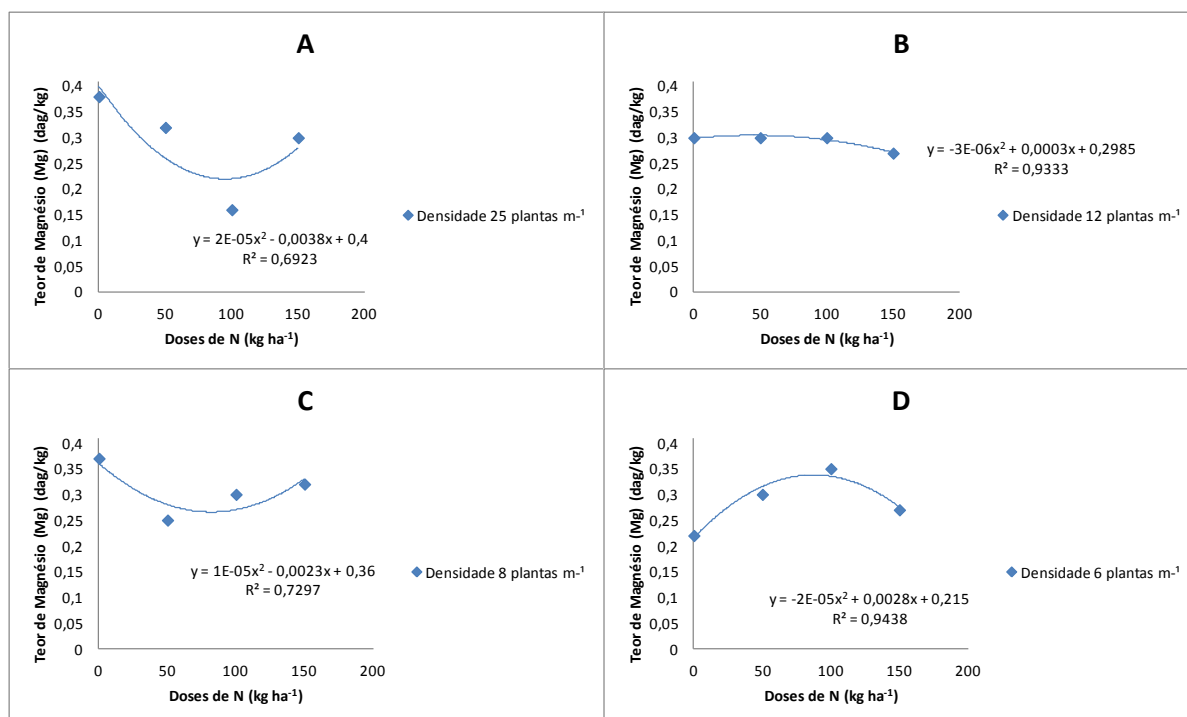 A
Teor de Magnésio (Mg) (dag/kg)
0,4
0,35
0,3
0,25
0,2
0,15
0,1
0,05
0
0 50 100 150 200
Doses de N (kg ha-¹)
y = 2E-05x² - 0,0038x + 0,4
R² = 0,6923
Densidade 25 plantas m-¹
B
Teor de Magnésio (Mg) (dag/kg)
0,4
0,35
0,3
0,25
0,2
0,15
0,1
0,05
0
0 50 100 150 200
Doses de N (kg ha-¹)
y = -3E-06x² + 0,0003x + 0,2985
R² = 0,9333
Densidade 12 plantas m-¹
C
Teor de Magnésio (Mg) (dag/kg)
0,4
0,35
0,3
0,25
0,2
0,15
0,1
0,05
0
0 50 100 150 200
Doses de N (kg ha-¹)
y = 1E-05x² - 0,0023x + 0,36
R² = 0,7297
Densidade 8 plantas m-¹
D
Teor de Magnésio (Mg) (dag/kg)
0,4
0,35
0,3
0,25
0,2
0,15
0,1
0,05
0
0 50 100 150 200
Doses de N (kg ha-¹)
y = -2E-05x² + 0,0028x + 0,215
R² = 0,9438
Densidade 6 plantas m-¹